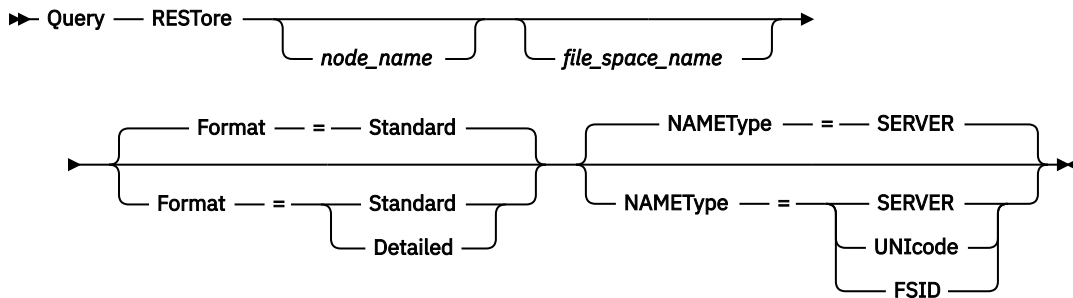 Query RESTore
node_name file_space_name
Format = Standard NAMEType = SERVER
Format = Standard NAMEType = SERVER
Detailed UNIcode
FSID